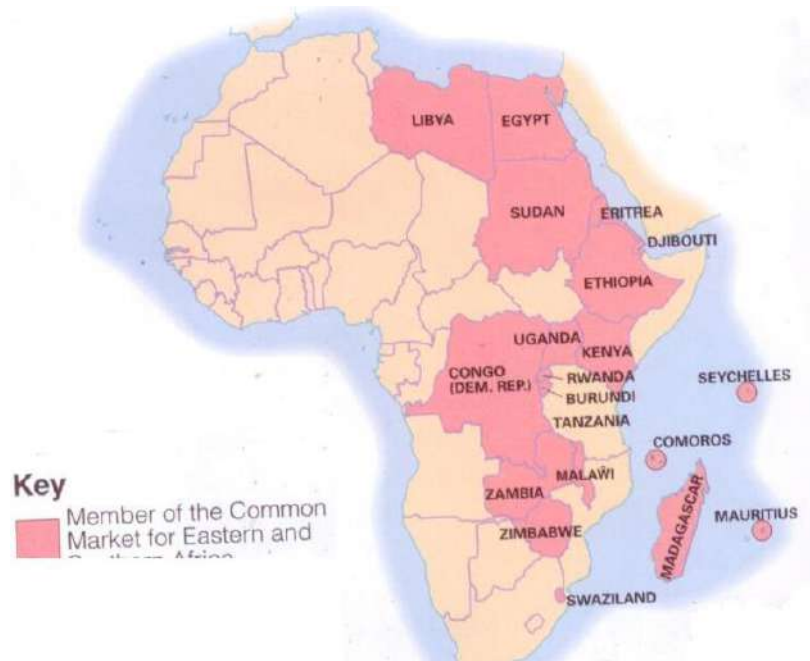 LIBYA
EGYPT
SUDAN
ERITREA
DJIBOUTI
ETHIOPIA
UGANDA
KENYA
CONGO
(DEM. REP.)
RWANDA
BURUNDI
TANZANIA
SEYCHELLES
COMOROS
MALAWI
ZAMBIA
MADAGASCAR
MAURITIUS
ZIMBABWE
SWAZILAND
Key
Member of the Common
Market for Eastern and